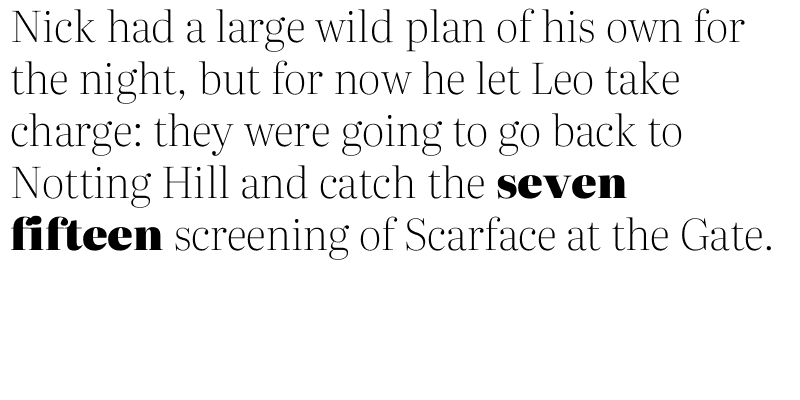 Nick had a large wild plan of his own for
the night, but for now he let Leo take
charge: they were going to go back to
Notting Hill and catch the seven
fifteen screening of Scarface at the Gate.